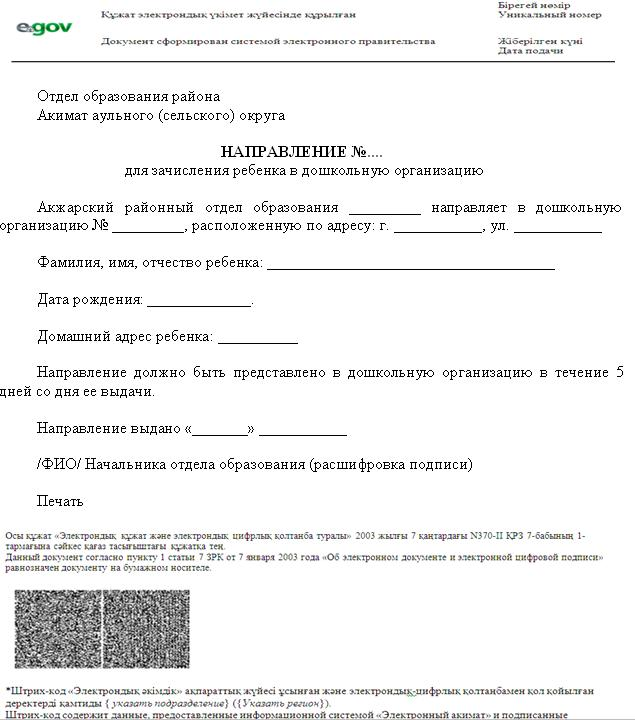 Бірегей нөмір
e.gov
Құжат электрондық үкімет жүйесінде құрылған
Уникальный номер
Документ сформирован системой электронного правительства
Жіберілген күні
Дата подачи
Отдел образования района
Акимат аульного (сельского) округа
НАПРАВЛЕНИЕ №....
для зачисления ребенка в дошкольную организацию
Акжарский районный отдел образования _________ направляет в дошкольную
организацию № _________, расположенную по адресу: г. ___________, ул. ___________
Фамилия, имя, отчество ребенка: ____________________________________
Дата рождения: _____________.
Домашний адрес ребенка: __________
Направление должно быть представлено в дошкольную организацию в течение 5
дней со дня ее выдачи.
Направление выдано «_______» ___________
/ФИО/ Начальника отдела образования (расшифровка подписи)
Печать
Осы құжат «Электрондық құжат және электрондық цифрлық қолтанба туралы» 2003 жылғы 7 қаңтардағы N370-II ҚРЗ 7-бабының 1-
тармағына сәйкес қағаз тасығыштағы құжатқа тең.
Данный документ согласно пункту 1 статьи 7 ЗРК от 7 января 2003 года «Об электронном документе и электронной цифровой подписи»
равнозначен документу на бумажном носителе.
*Штрих-код «Электрондық әкімдік» ақпараттық жүйесі ұсынған және электрондық-цифрлық қолтанбамен қол қойылған
деректерді қамтиды { указать подразделение} ({Указать регион}).
Штрих-код содержит данные, предоставленные информационной системой «Электронный акимат» и подписанные